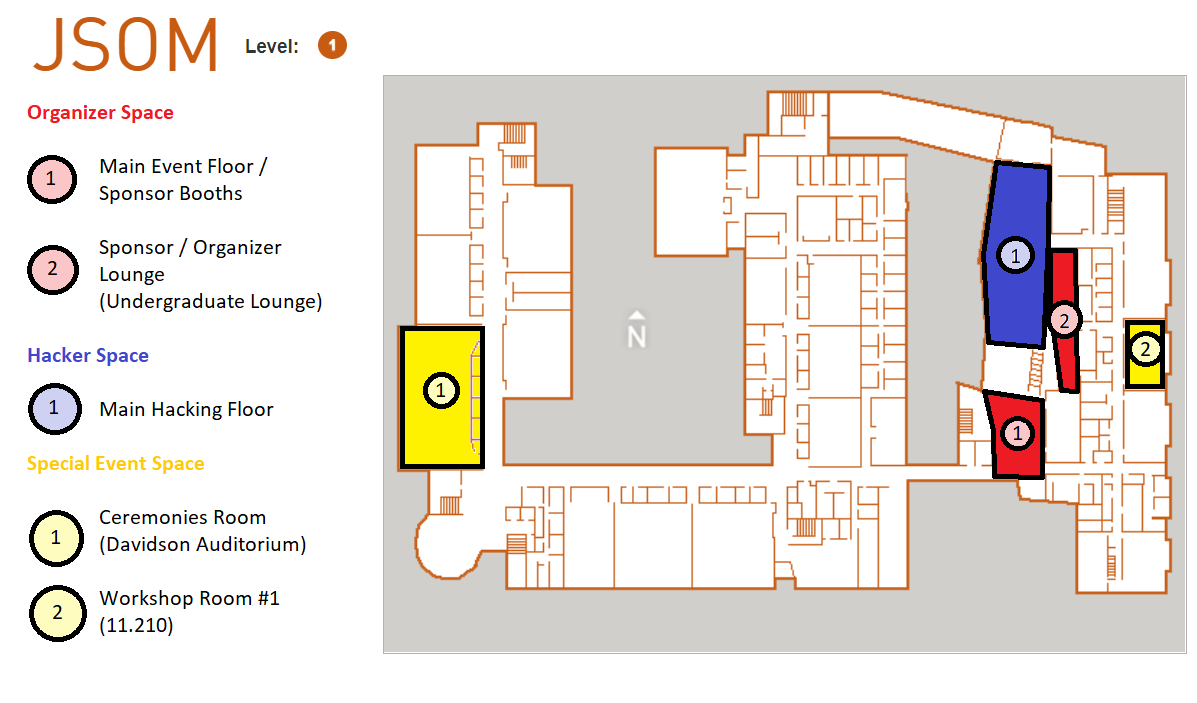 JSOM Level: 1
Organizer Space
1 Main Event Floor /
Sponsor Booths
2 Sponsor / Organizer
Lounge
(Undergraduate Lounge)
Hacker Space
1 Main Hacking Floor
Special Event Space
1 Ceremonies Room
(Davidson Auditorium)
2 Workshop Room #1
(11.210)
1
2
N
2
1
1